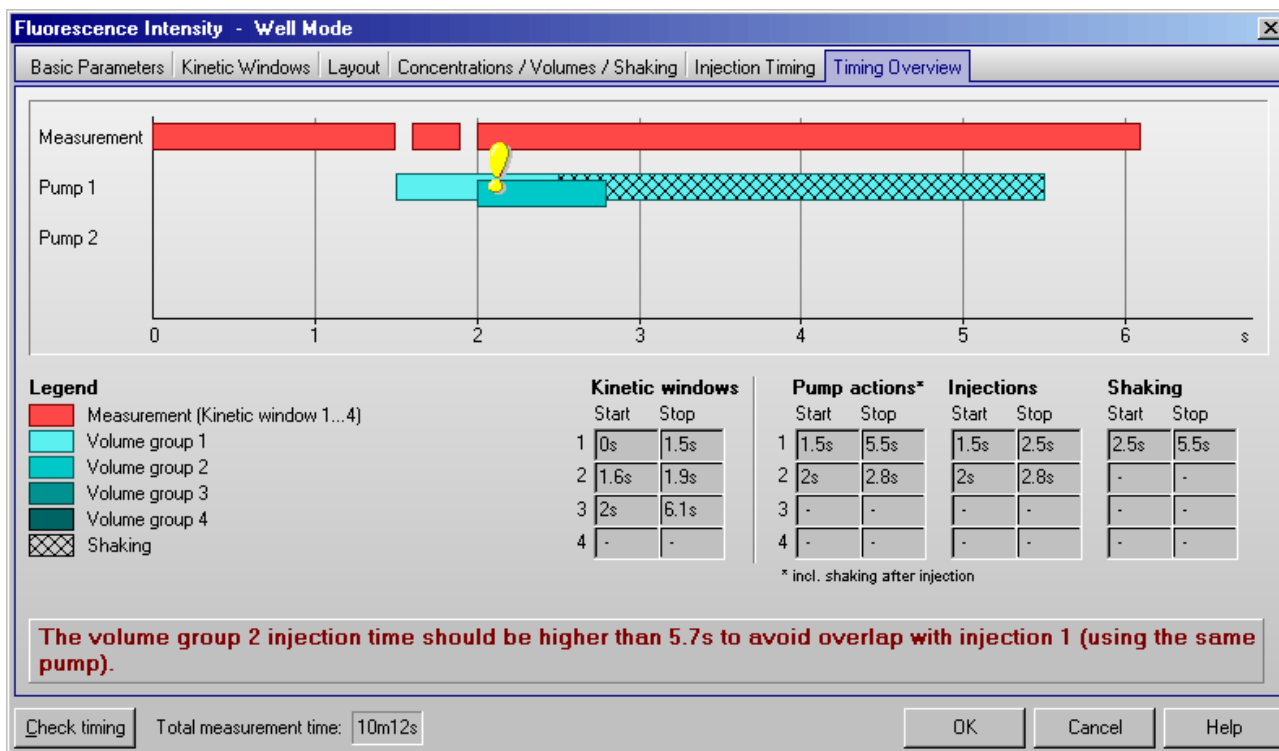 Fluorescence Intensity - Well Mode
Basic Parameters Kinetic Windows Layout Concentrations / Volumes / Shaking Injection Timing Timing Overview
Measurement
Pump 1
Pump 2
0 1 2 3 4 5 6 s
Legend
Measurement (Kinetic window 1...4)
Volume group 1
Volume group 2
Volume group 3
Volume group 4
Shaking
Kinetic windows Pump actions* Injections Shaking
Start Stop Start Stop Start Stop Start Stop
1 0s 1.5s 1 1.5s 5.5s 1.5s 2.5s 2.5s 5.5s
2 1.6s 1.9s 2 2s 2.8s 2s 2.8s - -
3 2s 6.1s 3 - - - - - -
4 - - 4 - - - - - -
* incl. shaking after injection
The volume group 2 injection time should be higher than 5.7s to avoid overlap with injection 1 (using the same
pump).
Check timing Total measurement time: 10m12s OK Cancel Help